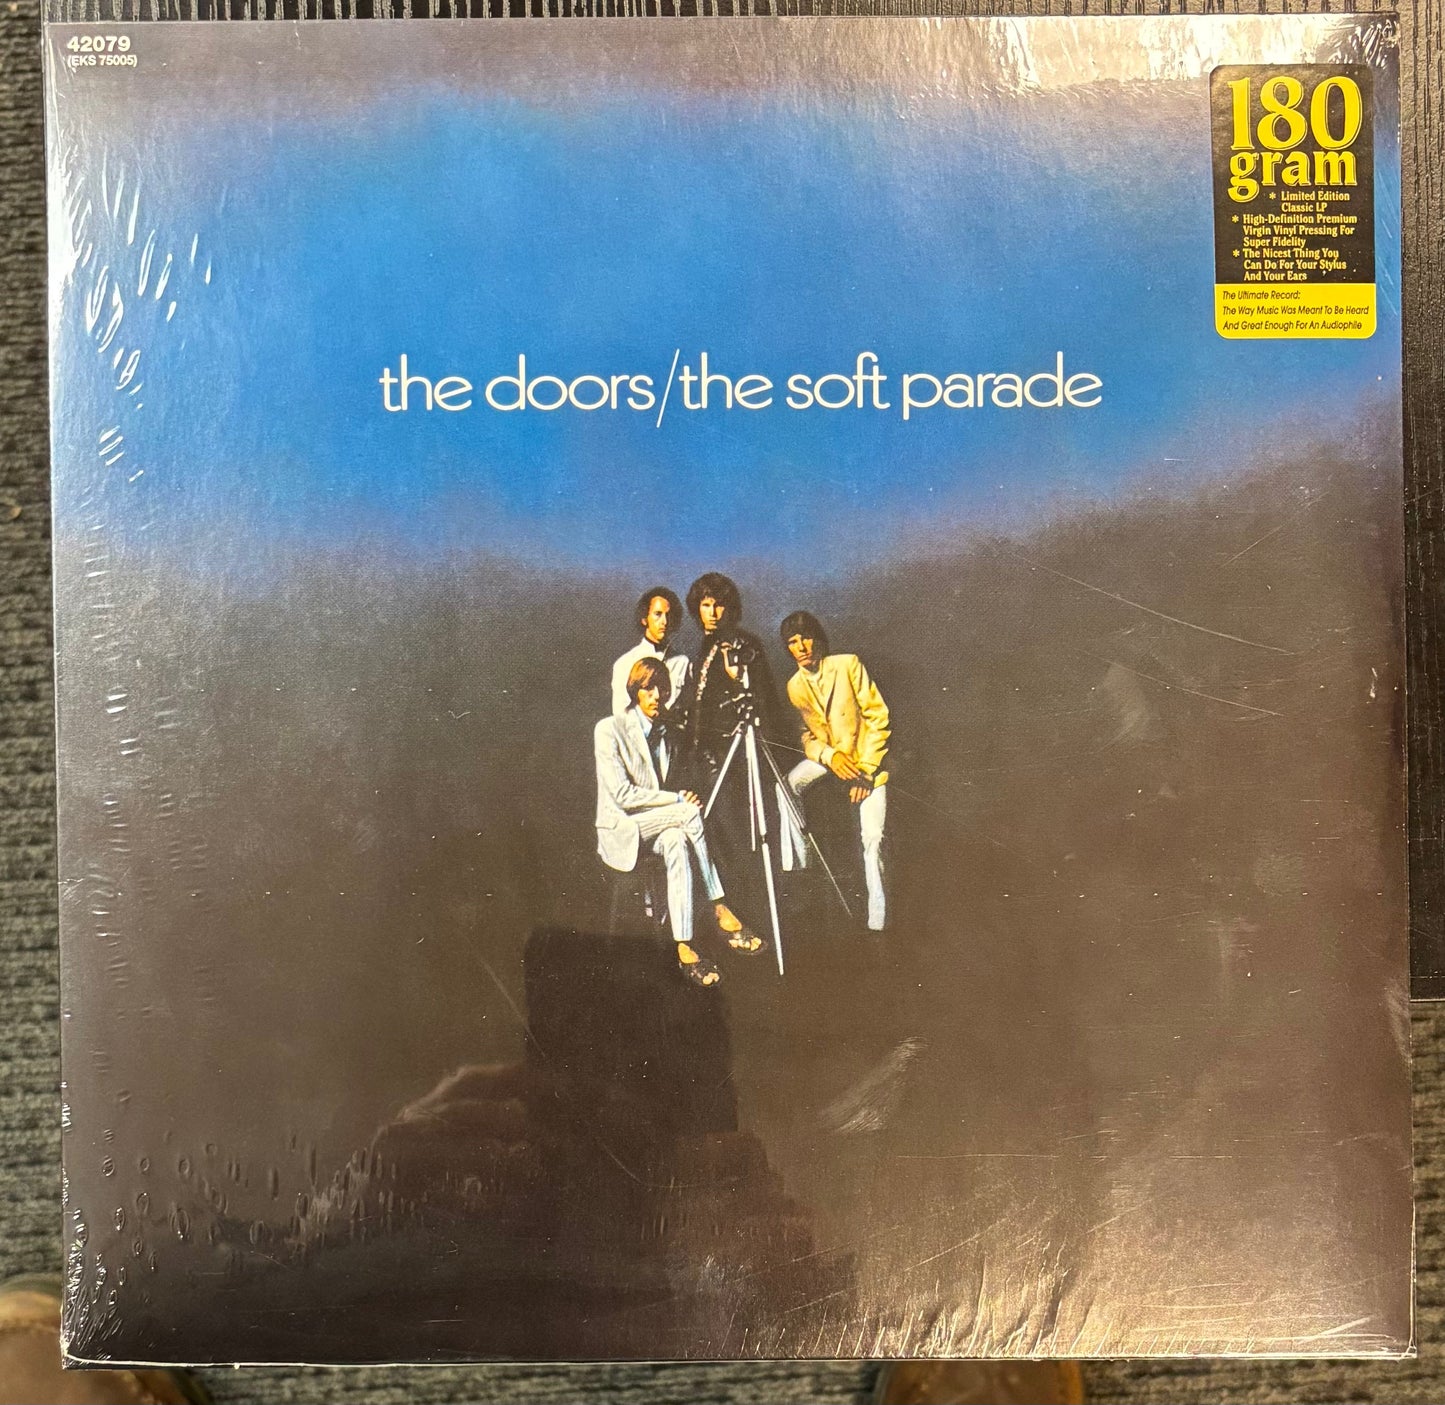 42079
(EKS 75005)
180
gram
* Limited Edition
Classic LP
* High-Definition Premium
Virgin Vinyl Pressing For
Super Fidelity
* The Nicest Thing You
Can Do For Your Stylus
And Your Ears
The Ultimate Record:
The Way Music Was Meant To Be Heard
And Great Enough For An Audiophile
the doors/the soft parade